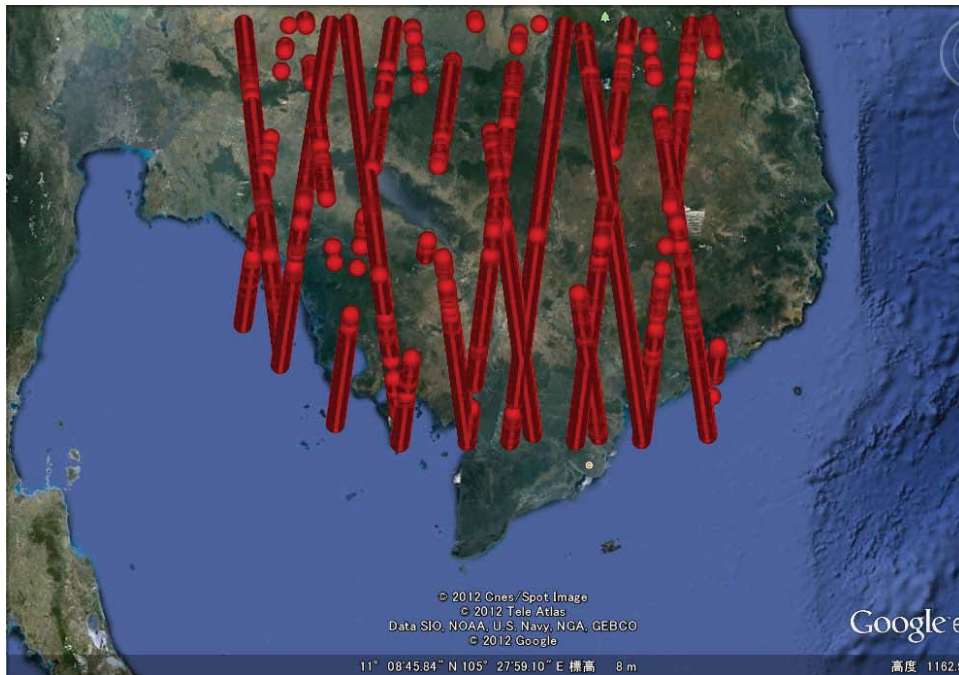 © 2012 Cnes/Spot Image
© 2012 Tele Atlas
Data SIO, NOAA, U.S. Navy, NGA, GEBCO
© 2012 Google
Google
11° 08'45.84" N 105° 27'59.10" E 標高 8 m
高度 1162.